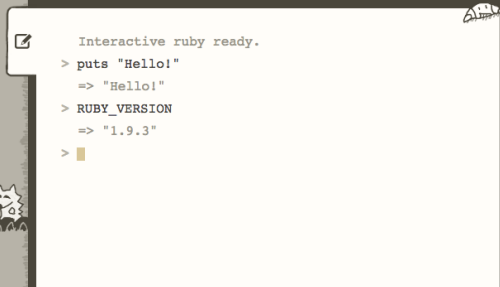 Interactive ruby ready.
> puts "Hello!"
=> "Hello!"
> RUBY_VERSION
=> "1.9.3"
>